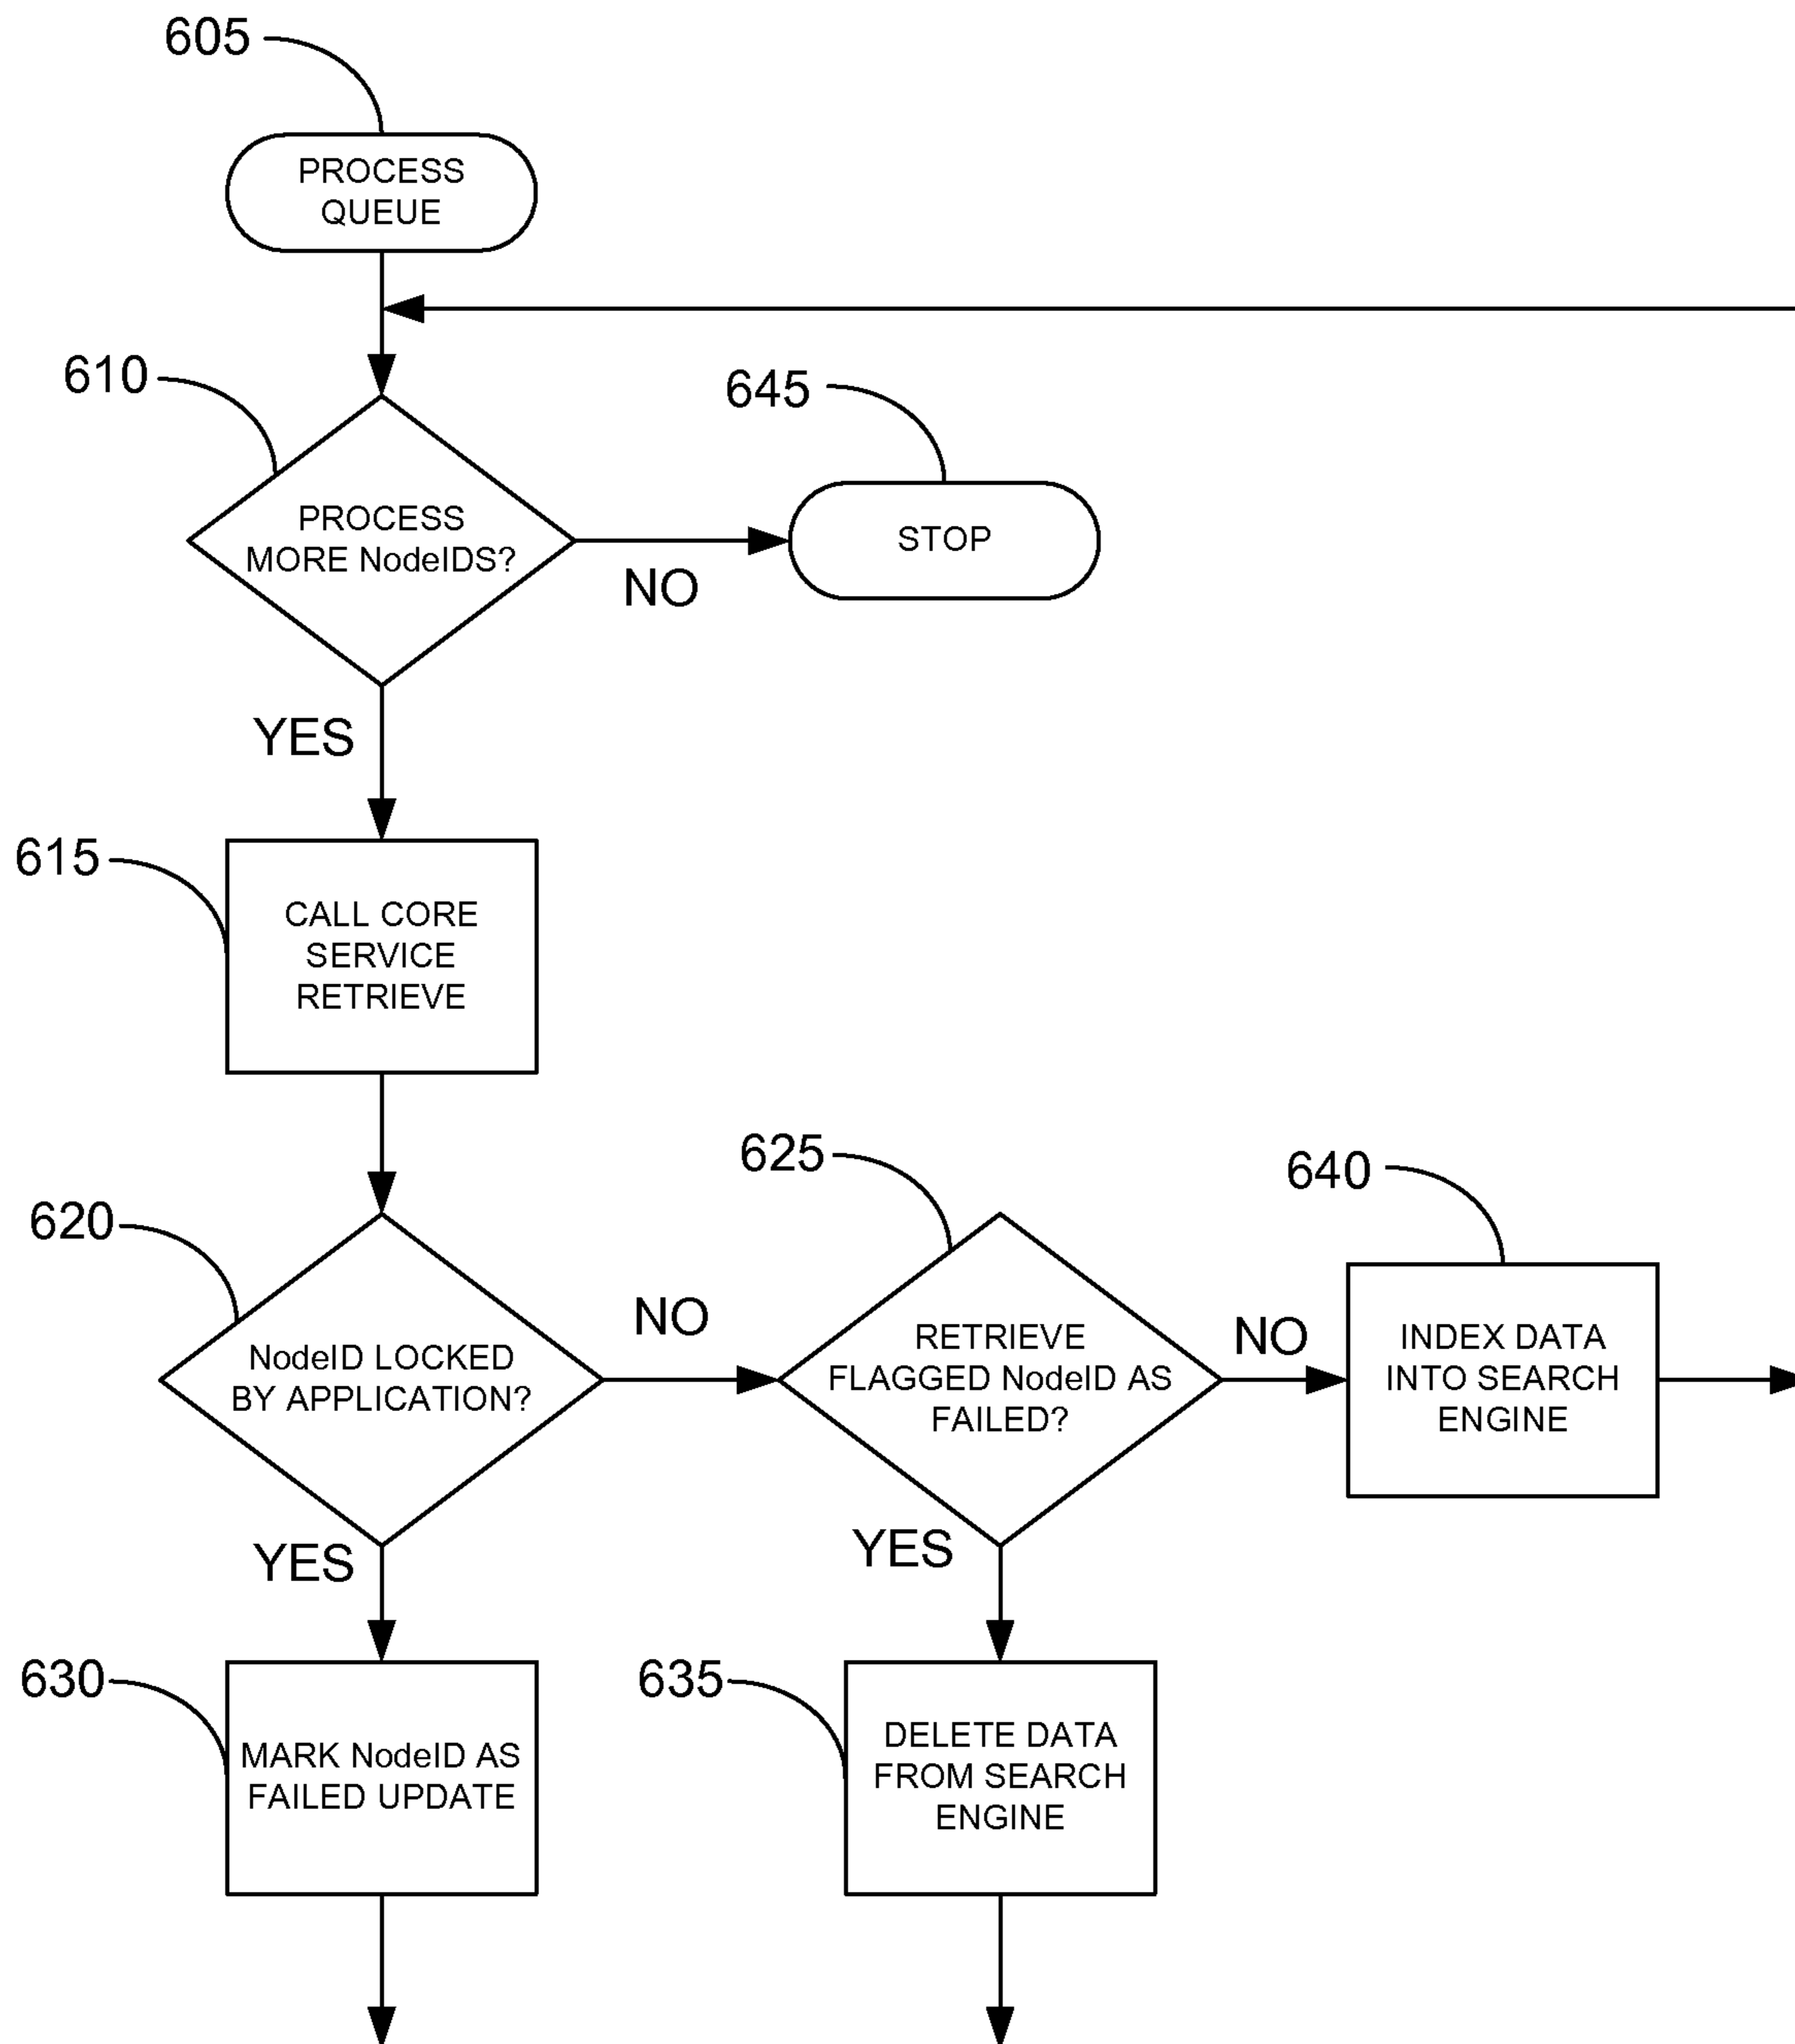 605
PROCESS
QUEUE
610
645
PROCESS
MORE NodeIDS?
STOP
NO
YES
615
CALL CORE
SERVICE
RETRIEVE
625
640
620
NO
NO
NodeID LOCKED
BY APPLICATION?
RETRIEVE
FLAGGED NodeID AS
FAILED?
INDEX DATA
INTO SEARCH
ENGINE
YES
YES
630
635
MARK NodeID AS
FAILED UPDATE
DELETE DATA
FROM SEARCH
ENGINE